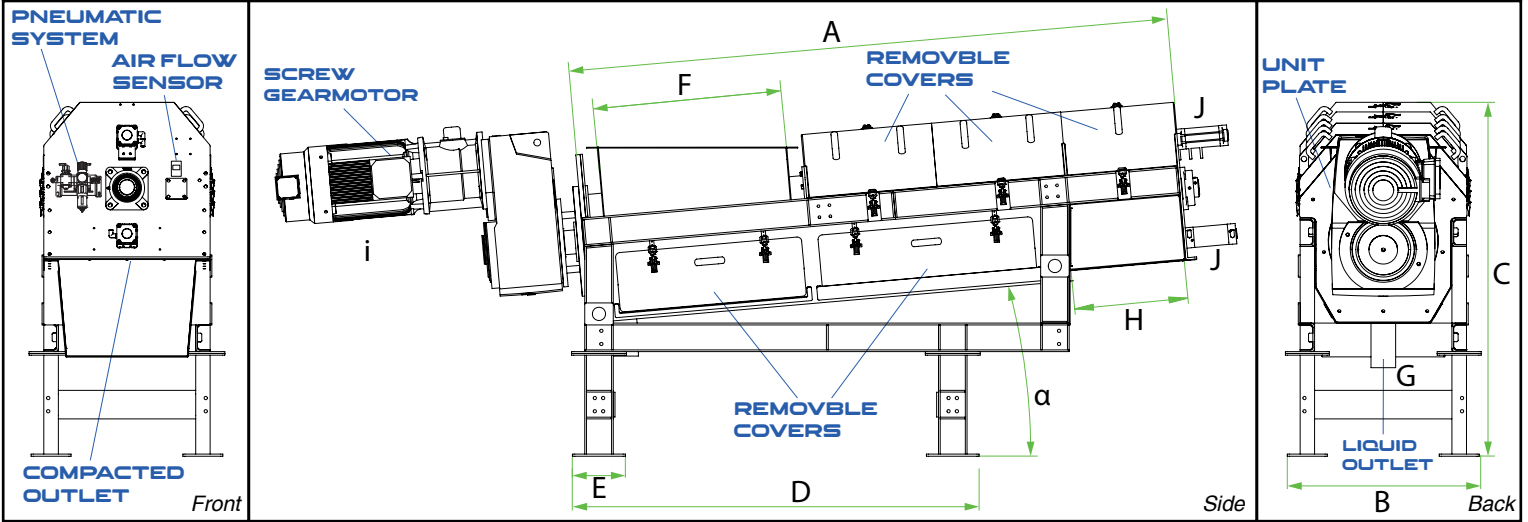 PNEUMATIC
SYSTEM
AIR FLOW
SENSOR
COMPACTED
OUTLET
Front
SCREW
GEARMOTOR
A
F
REMOVBLE
COVERS
J
i
J
H
α
REMOVBLE
COVERS
E
D
Side
UNIT
PLATE
C
G
LIQUID
OUTLET
B
Back